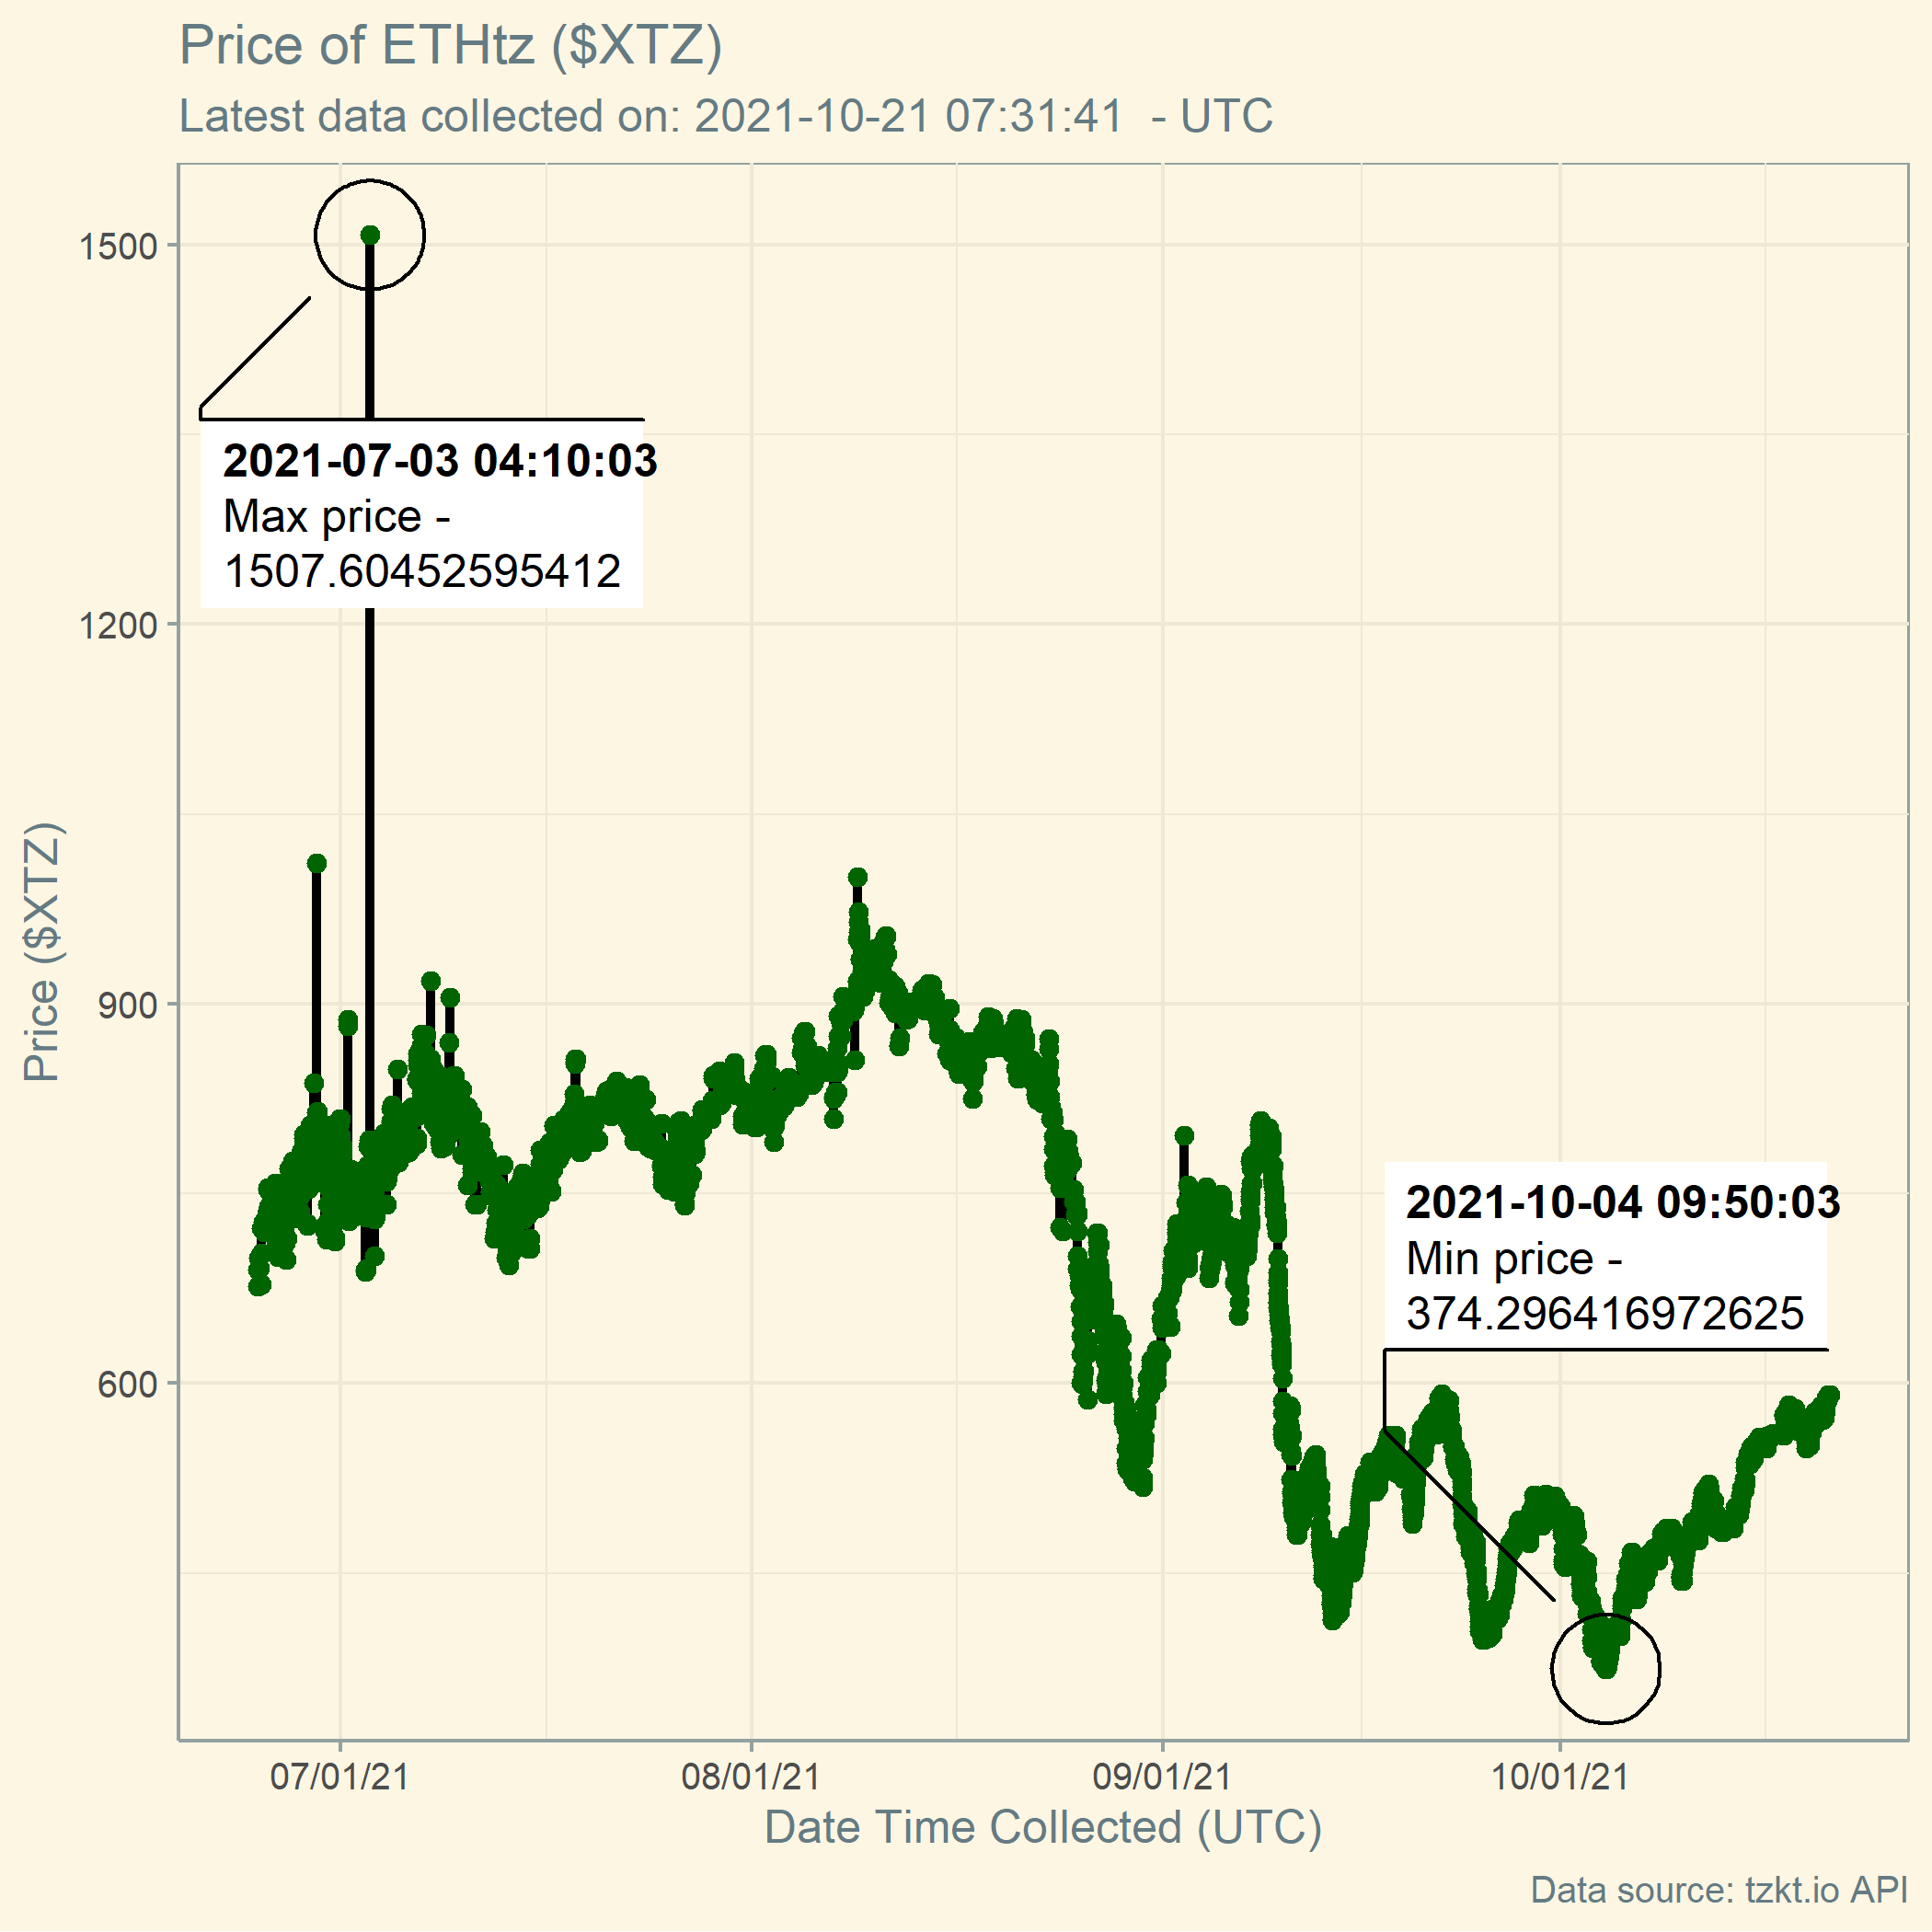 Price of ETHtz ($XTZ)
Latest data collected on: 2021-10-21 07:31:41  - UTC
Price ($XTZ)
1500
1200
900
600
2021-07-03 04:10:03
Max price -
1507.60452595412
2021-10-04 09:50:03
Min price -
374.296416972625
07/01/21
08/01/21
09/01/21
10/01/21
Date Time Collected (UTC)
Data source: tzkt.io API